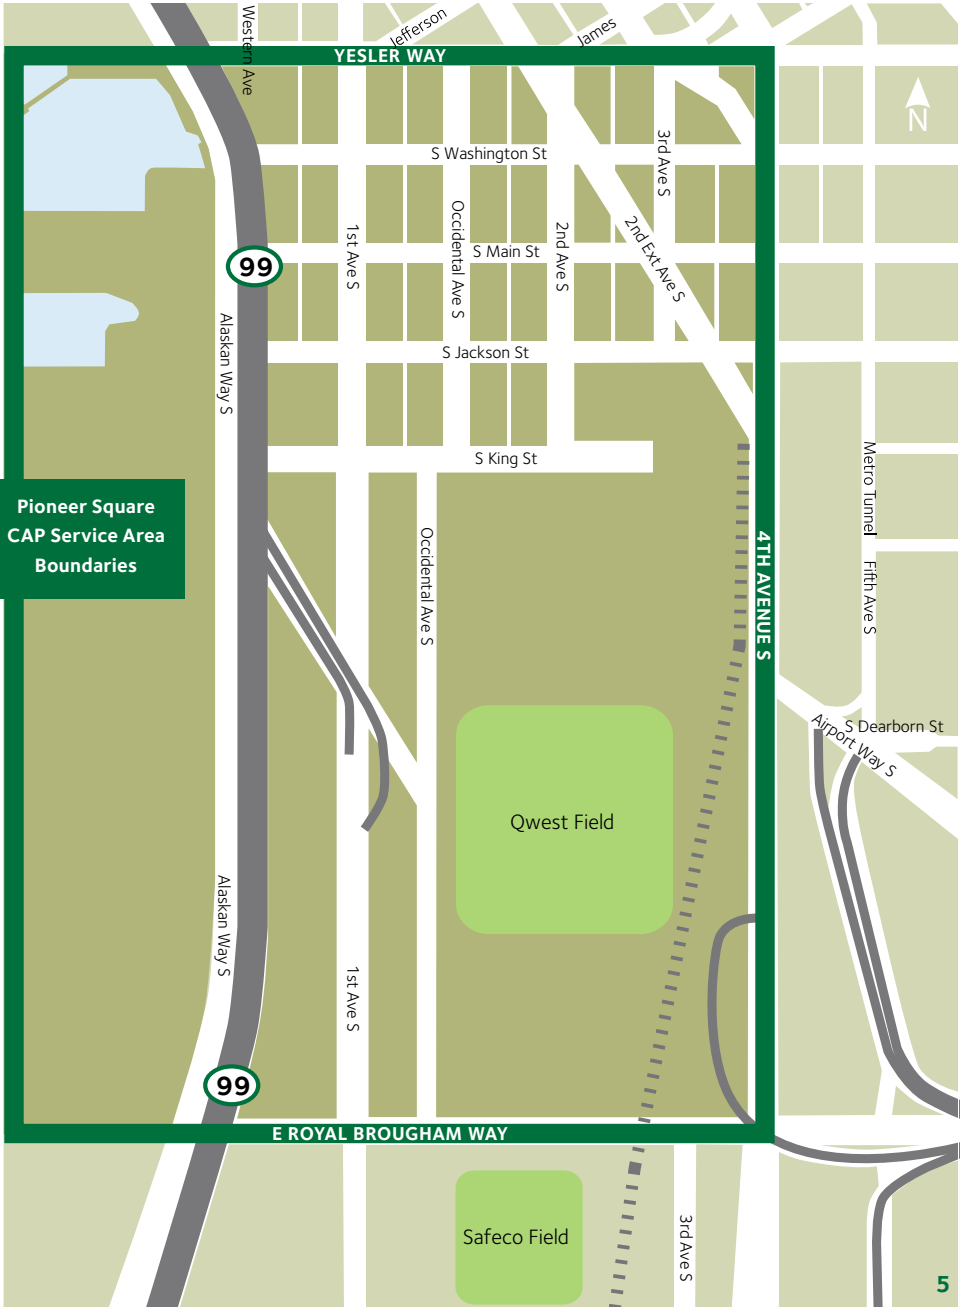 Western Ave
Jefferson
James
YESLER WAY
N
S Washington St
3rd Ave S
1st Ave S
Occidental Ave S
2nd Ave S
2nd Ext Ave S
S Main St
99
Alaskan Way S
S Jackson St
S King St
Metro Tunnel
Pioneer Square
CAP Service Area
Boundaries
Occidental Ave S
4TH AVENUE S
Fifth Ave S
S Dearborn St
Airport Way S
Qwest Field
Alaskan Way S
1st Ave S
99
E ROYAL BROUGHAM WAY
Safeco Field
3rd Ave S
5